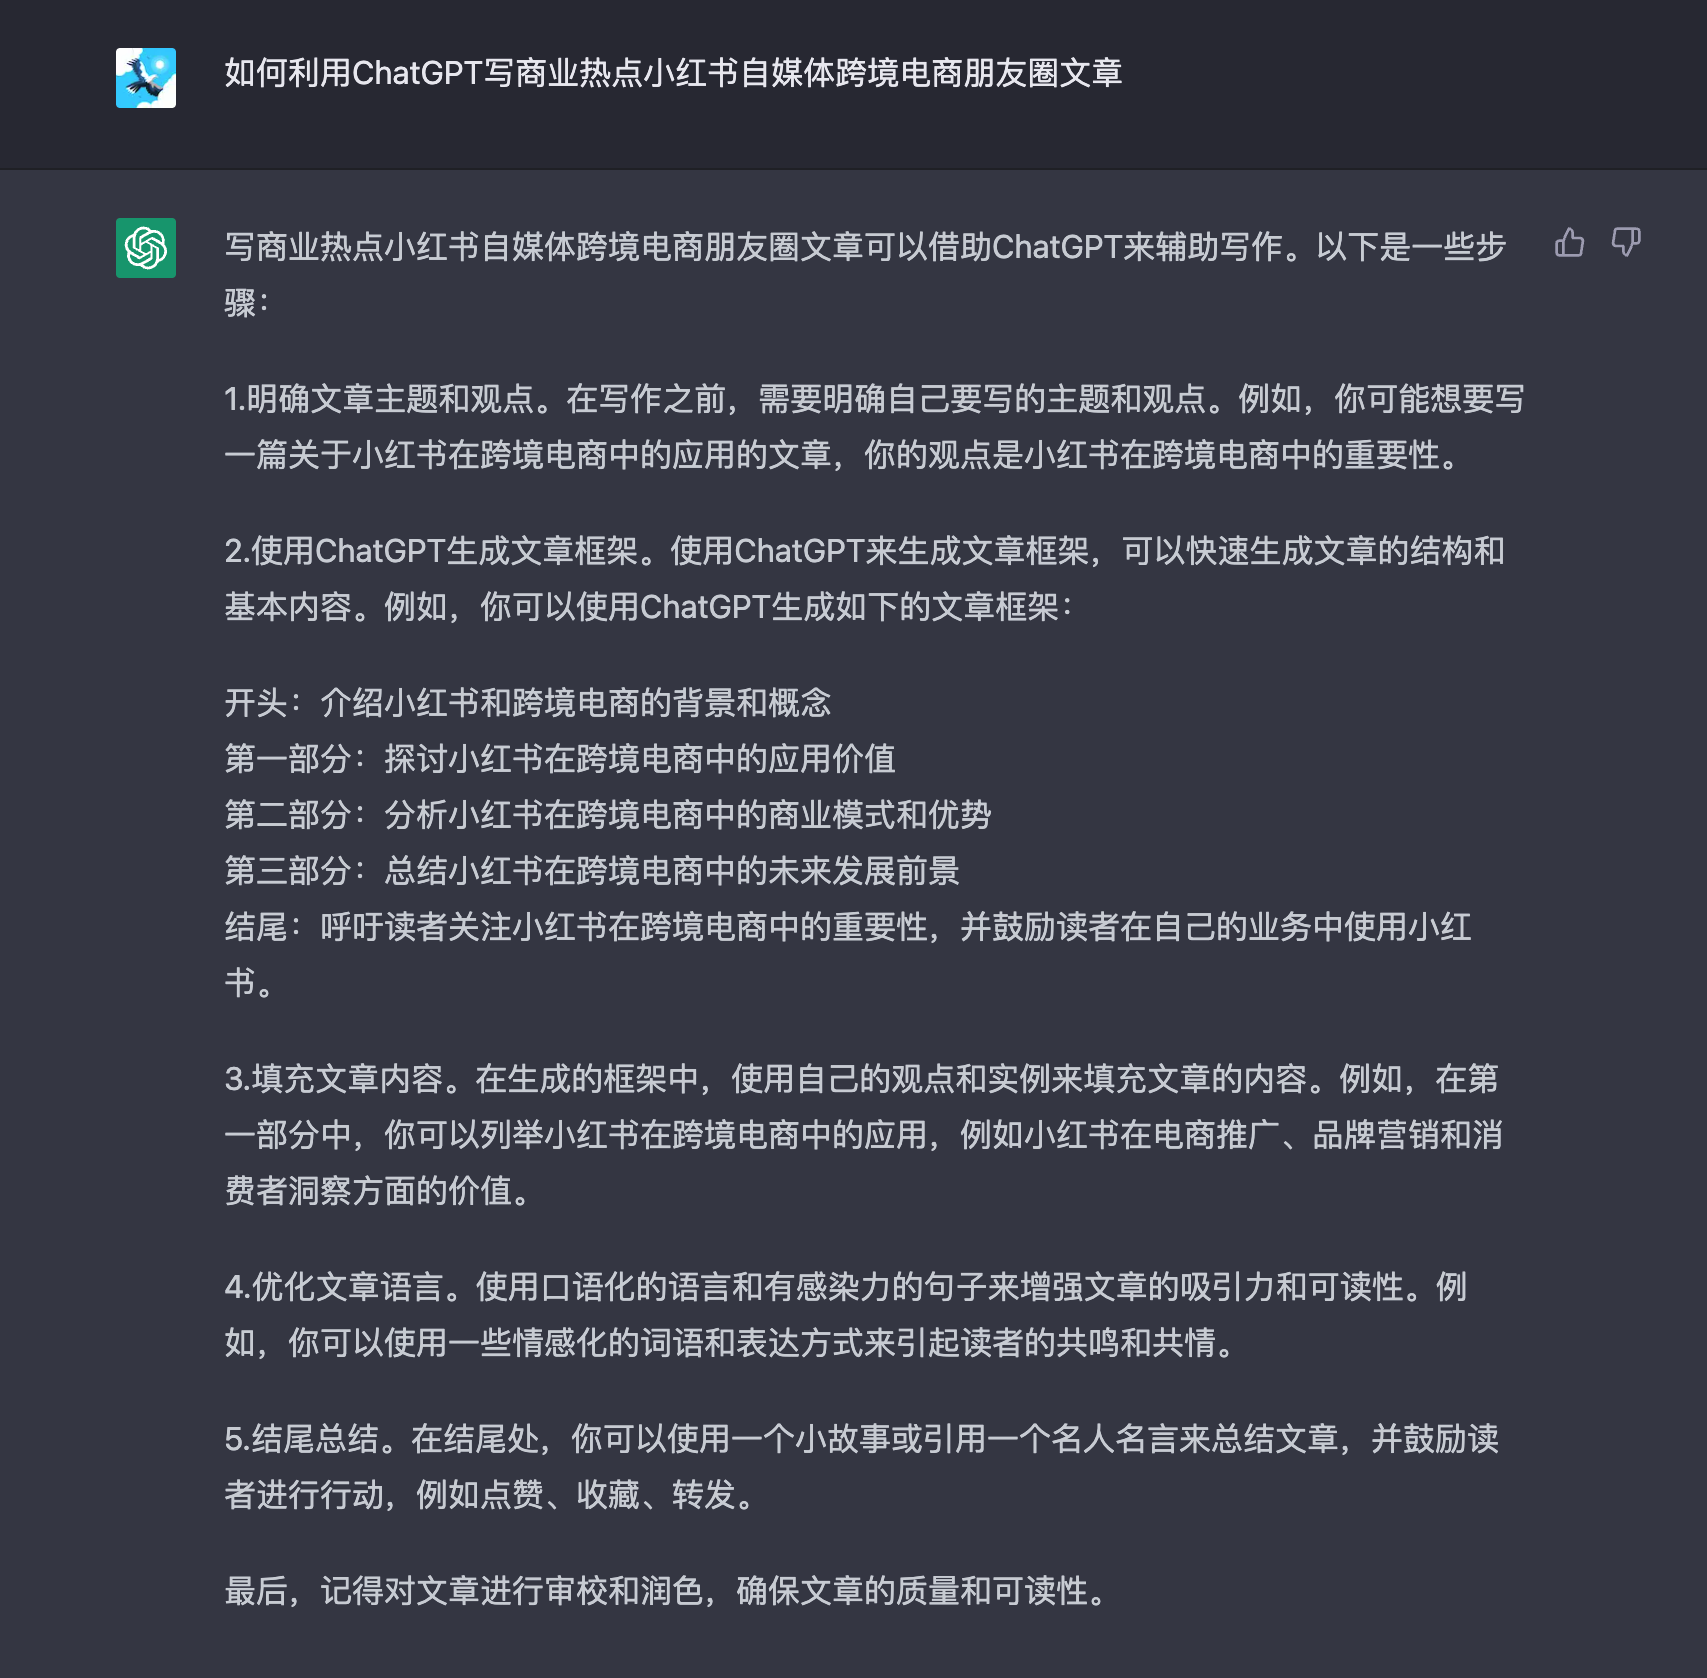 如何利用ChatGPT写商业热点小红书自媒体跨境电商朋友圈文章
写商业热点小红书自媒体跨境电商朋友圈文章可以借助ChatGPT来辅助写作。以下是一些步
骤：
1.明确文章主题和观点。在写作之前，需要明确自己要写的主题和观点。例如，你可能想要写
一篇关于小红书在跨境电商中的应用的文章，你的观点是小红书在跨境电商中的重要性。
2.使用ChatGPT生成文章框架。使用ChatGPT来生成文章框架，可以快速生成文章的结构和
基本内容。例如，你可以使用ChatGPT生成如下的文章框架：
开头：介绍小红书和跨境电商的背景和概念
第一部分：探讨小红书在跨境电商中的应用价值
第二部分：分析小红书在跨境电商中的商业模式和优势
第三部分：总结小红书在跨境电商中的未来发展前景
结尾：呼吁读者关注小红书在跨境电商中的重要性，并鼓励读者在自己的业务中使用小红
书。
3.填充文章内容。在生成的框架中，使用自己的观点和实例来填充文章的内容。例如，在第
一部分中，你可以列举小红书在跨境电商中的应用，例如小红书在电商推广、品牌营销和消
费者洞察方面的价值。
4.优化文章语言。使用口语化的语言和有感染力的句子来增强文章的吸引力和可读性。例
如，你可以使用一些情感化的词语和表达方式来引起读者的共鸣和共情。
5.结尾总结。在结尾处，你可以使用一个小故事或引用一个名人名言来总结文章，并鼓励读
者进行行动，例如点赞、收藏、转发。
最后，记得对文章进行审校和润色，确保文章的质量和可读性。